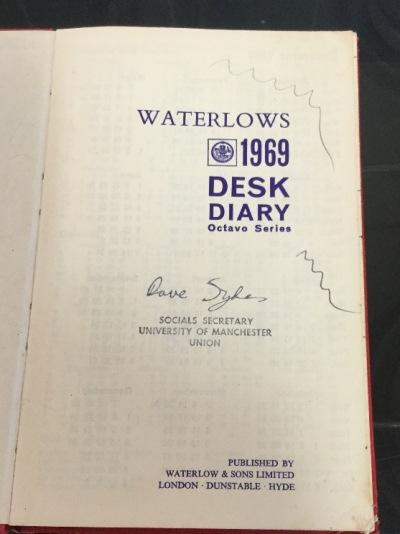 WATERLOWS
1969
DESK
DIARY
Octavo Series
Dave Sykes
SOCIALS SECRETARY
UNIVERSITY OF MANCHESTER
UNION
PUBLISHED BY
WATERLOW & SONS LIMITED
LONDON · DUNSTABLE · HYDE